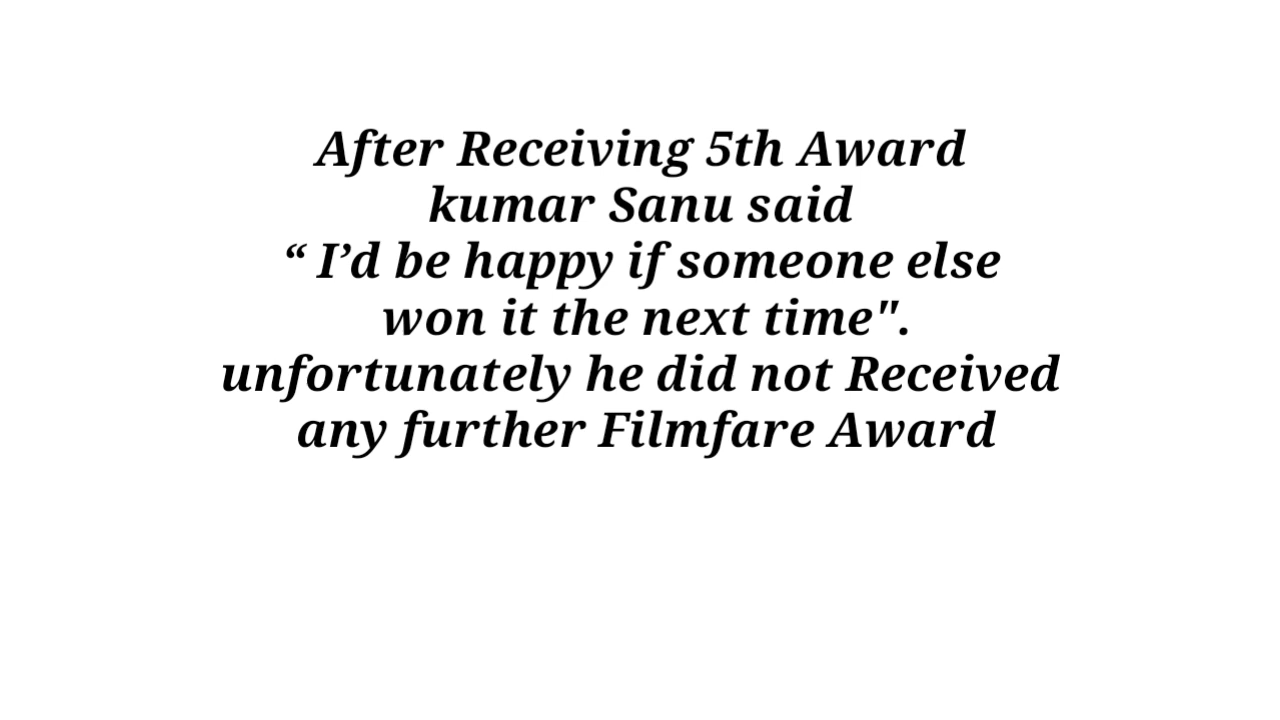 After Receiving 5th Award
kumar Sanu said
“ I’d be happy if someone else
won it the next time".
unfortunately he did not Received
any further Filmfare Award